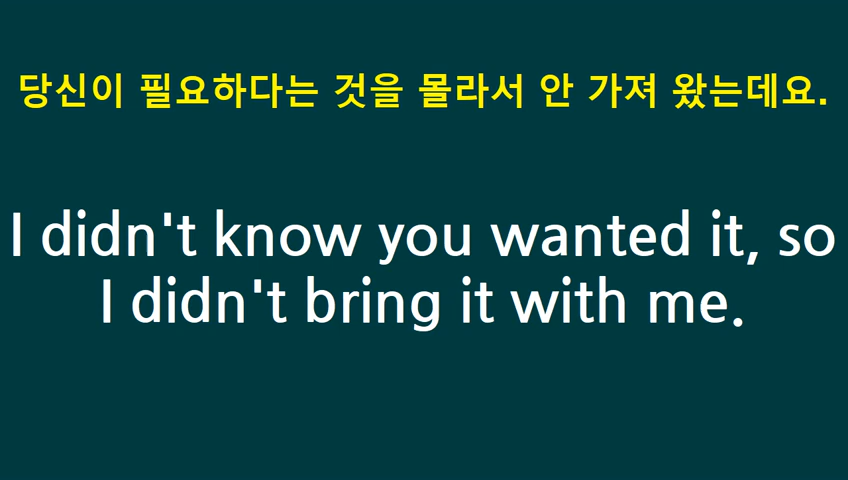 당신이 필요하다는 것을 몰라서 안 가져 왔는데요.
I didn't know you wanted it, so
I didn't bring it with me.